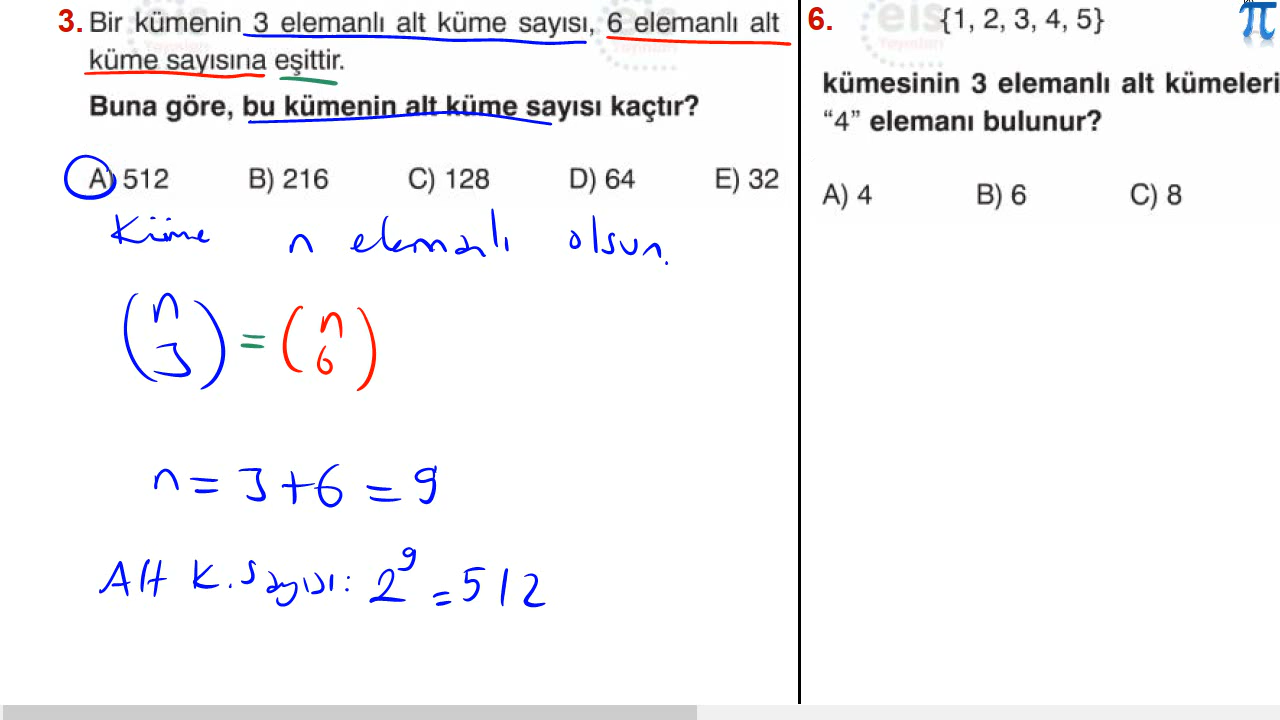 3. Bir kümenin 3 elemanlı alt küme sayısı, 6 elemanlı alt
küme sayısına eşittir.
Buna göre, bu kümenin alt küme sayısı kaçtır?
A) 512 B) 216 C) 128 D) 64 E) 32
Küme n elemanlı olsun.
(n 3) = (n 6)
n = 3 + 6 = 9
Alt K. Sayısı: 2^9 = 512
6. {1, 2, 3, 4, 5}
eis
Yayınları
π
kümesinin 3 elemanlı alt kümeleri
“4” elemanı bulunur?
A) 4 B) 6 C) 8